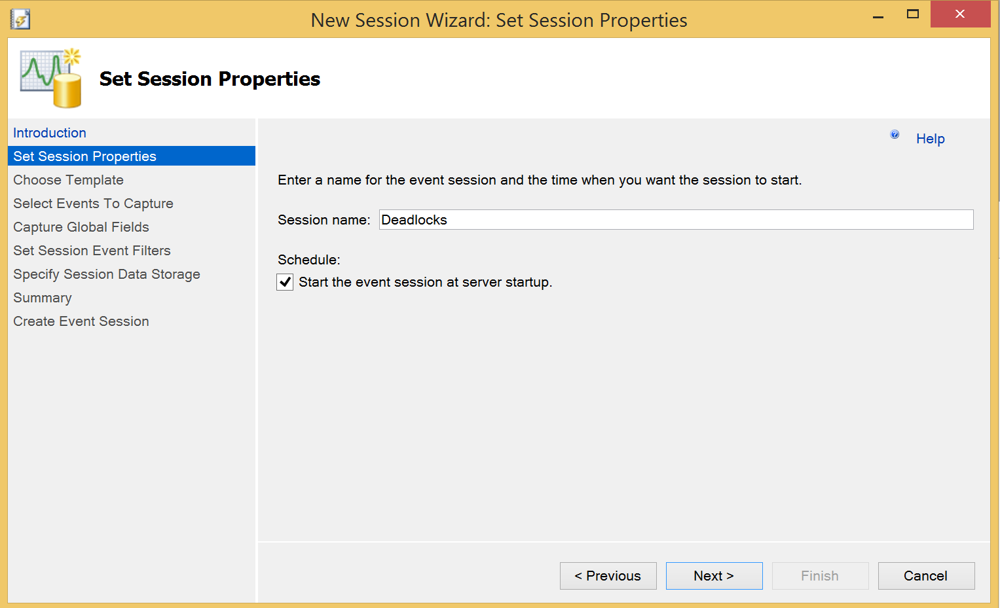 New Session Wizard: Set Session Properties
Set Session Properties
Introduction
Set Session Properties
Choose Template
Select Events To Capture
Capture Global Fields
Set Session Event Filters
Specify Session Data Storage
Summary
Create Event Session
Help
Enter a name for the event session and the time when you want the session to start.
Session name: Deadlocks
Schedule:
Start the event session at server startup.
< Previous Next > Finish Cancel